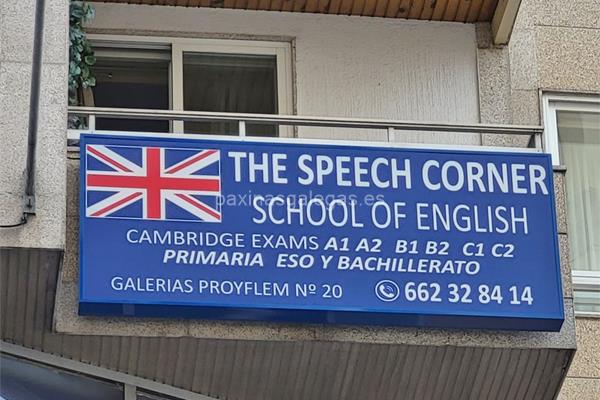 THE SPEECH CORNER
SCHOOL OF ENGLISH
paxinasgalegas.es
CAMBRIDGE EXAMS A1 A2 B1 B2 C1 C2
PRIMARIA ESO Y BACHILLERATO
GALERIAS PROYFLEM Nº 20 662 32 84 14